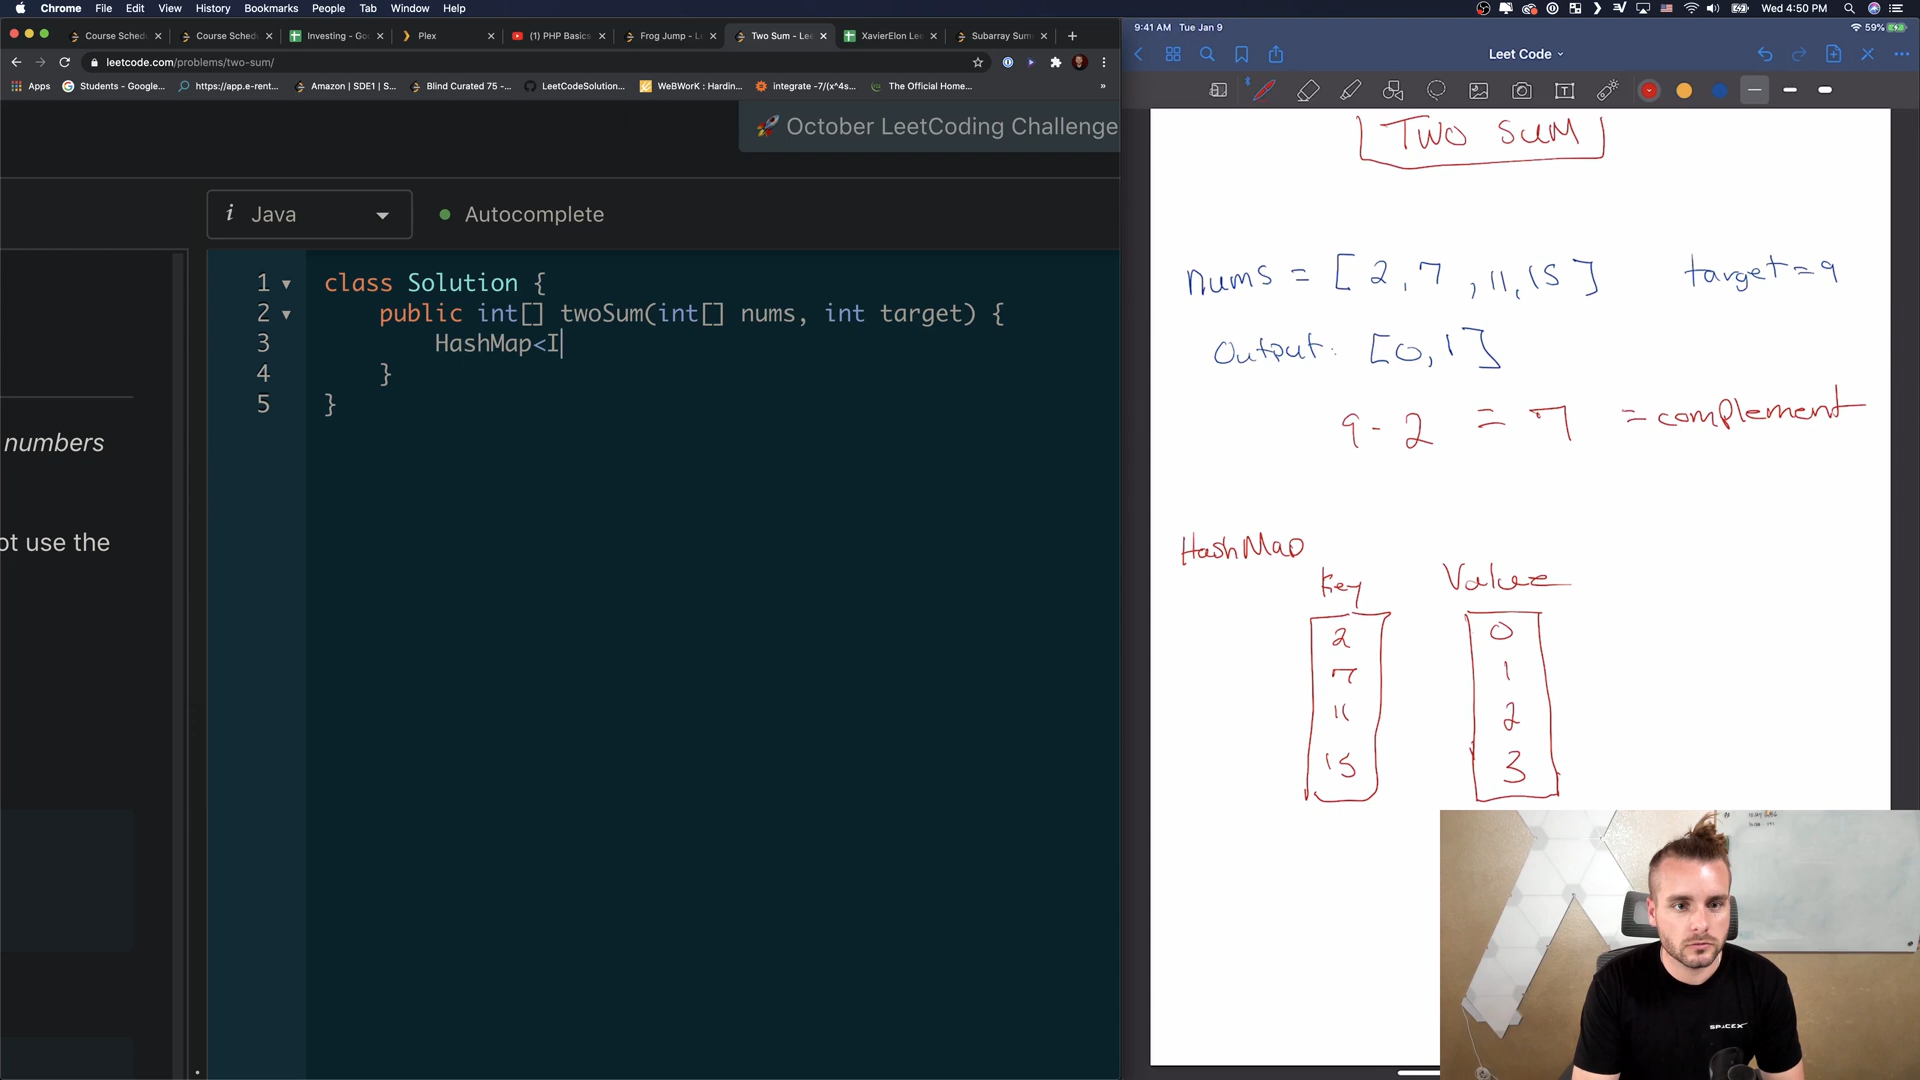 Chrome File Edit View History Bookmarks People Tab Window Help
Wed 4:50 PM
Course Schedu
Course Schedu
Investing - Goo
Plex
(1) PHP Basics
Frog Jump - Le
Two Sum - Lee
XavierElon Lee
Subarray Sum
leetcode.com/problems/two-sum/
Apps
Students - Google...
https://app.e-rent...
Amazon | SDE1 | S...
Blind Curated 75 -...
LeetCodeSolution...
WeBWorK : Hardin...
integrate -7/(x^4s...
The Official Home...
»
🚀 October LeetCoding Challenge
i Java
Autocomplete
numbers
ot use the
1 class Solution {
2 public int[] twoSum(int[] nums, int target) {
3 HashMap<I
4 }
5 }
9:41 AM Tue Jan 9
59%
Leet Code
TWO SUM
nums = [2, 7, 11, 15] target = 9
Output: [0, 1]
9 - 2 = 7 = complement
HashMap
Key Value
2 0
7 1
11 2
15 3
SPACEX